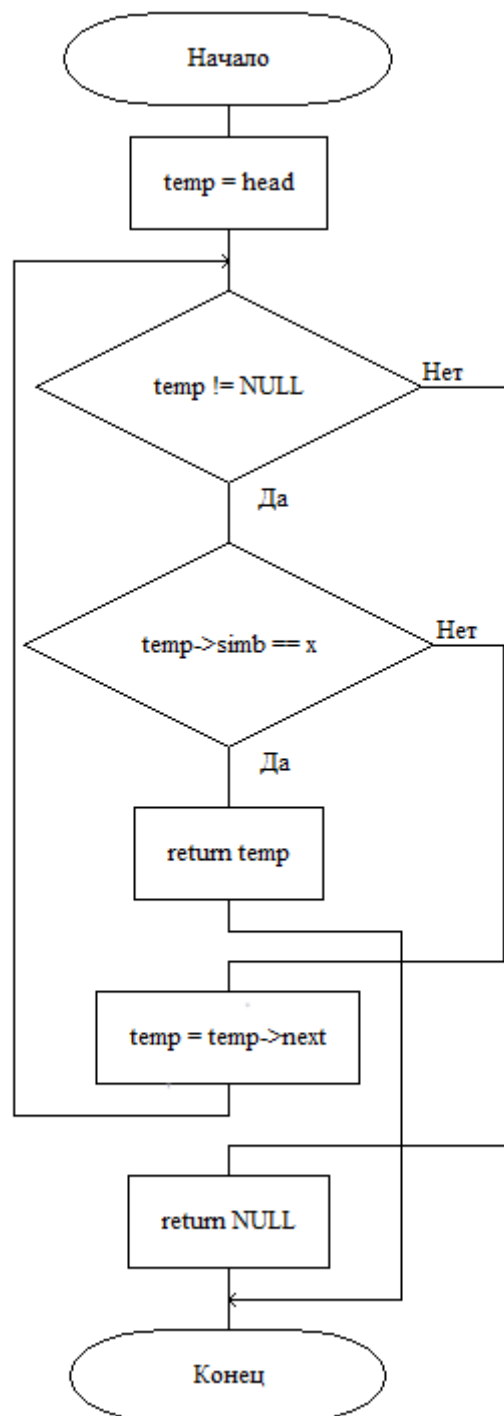 Начало
temp = head
temp != NULL
Нет
Да
temp->simb == x
Нет
Да
return temp
temp = temp->next
return NULL
Конец